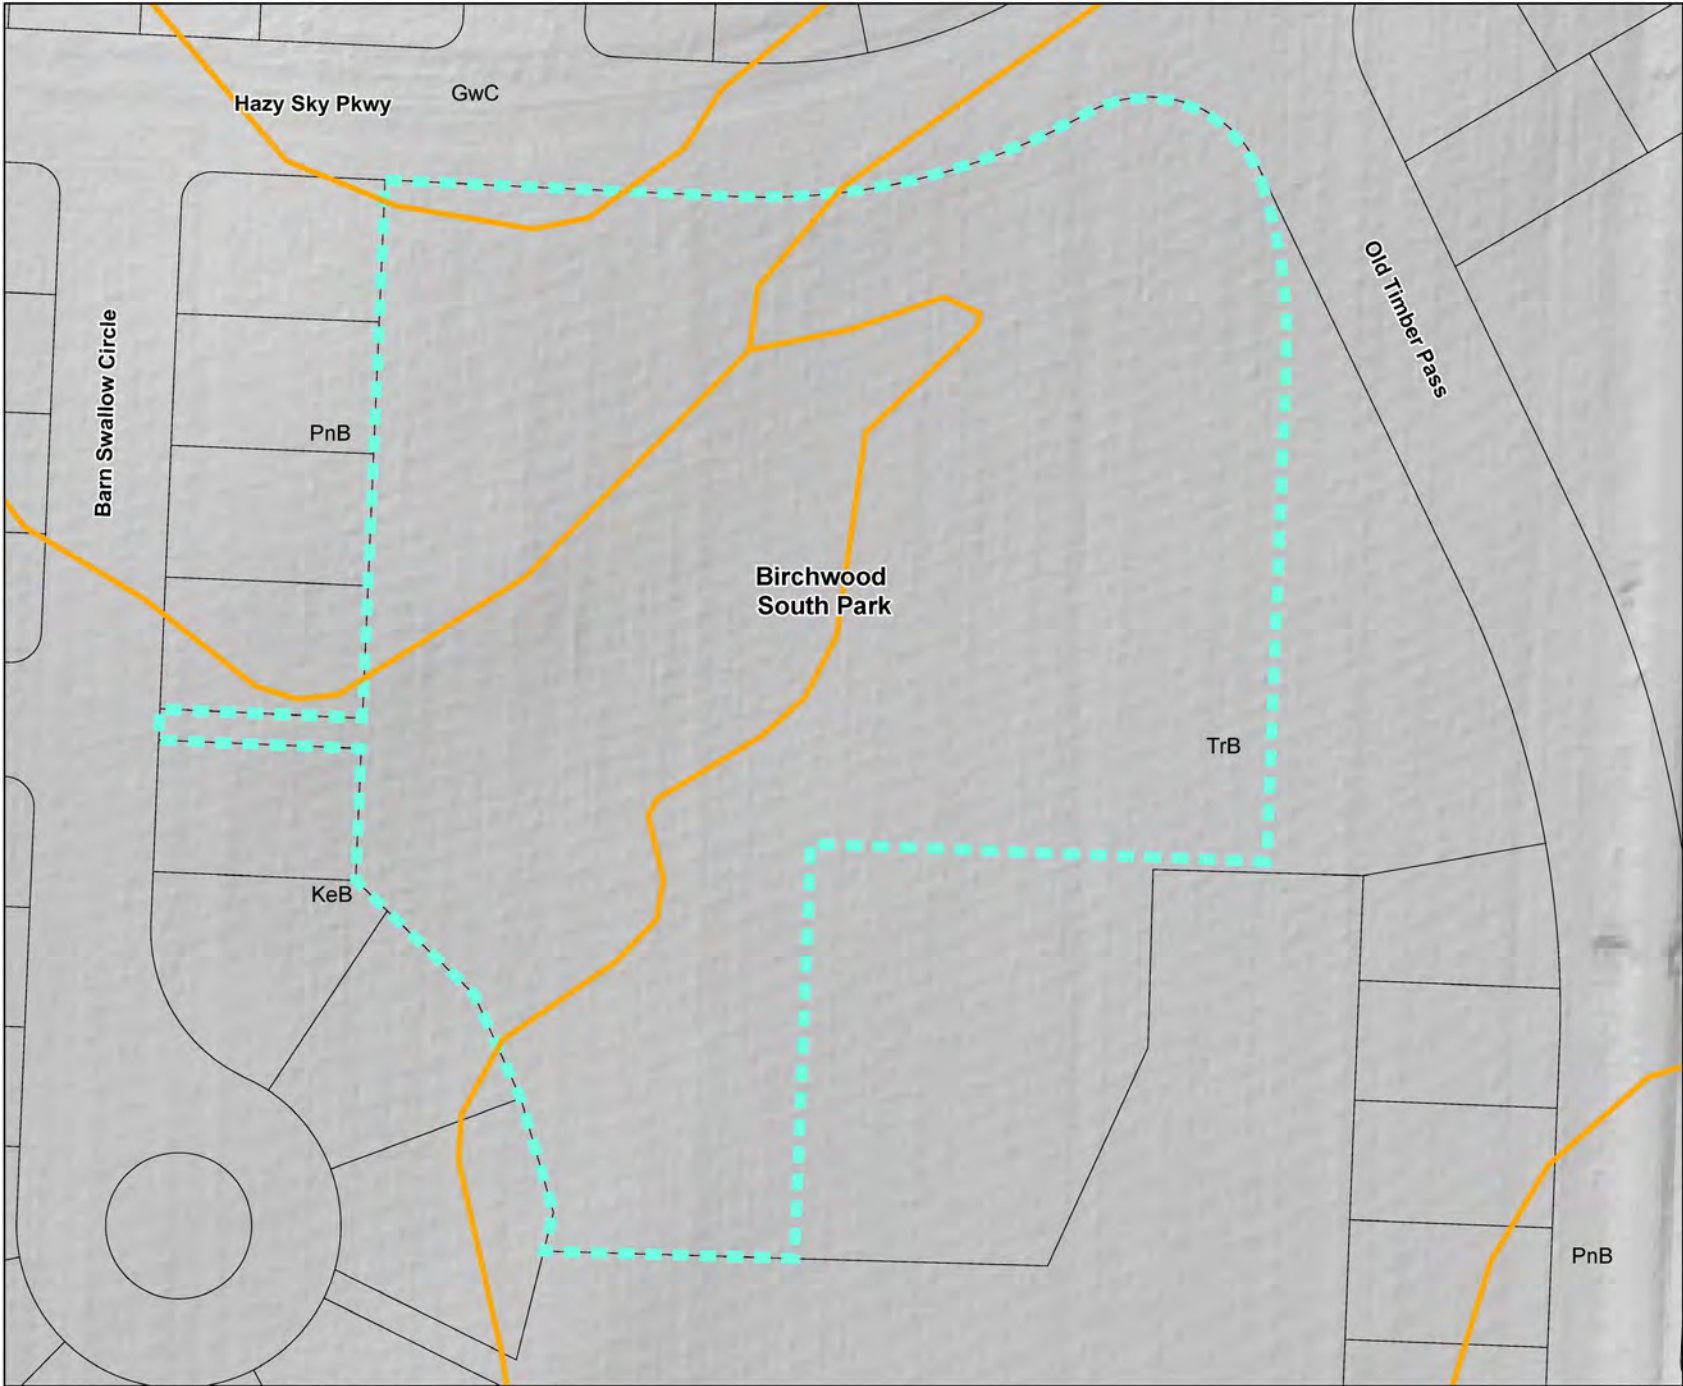 GwC
Hazy Sky Pkwy
Old Timber Pass
Barn Swallow Circle
PnB
Birchwood
South Park
TrB
KeB
PnB